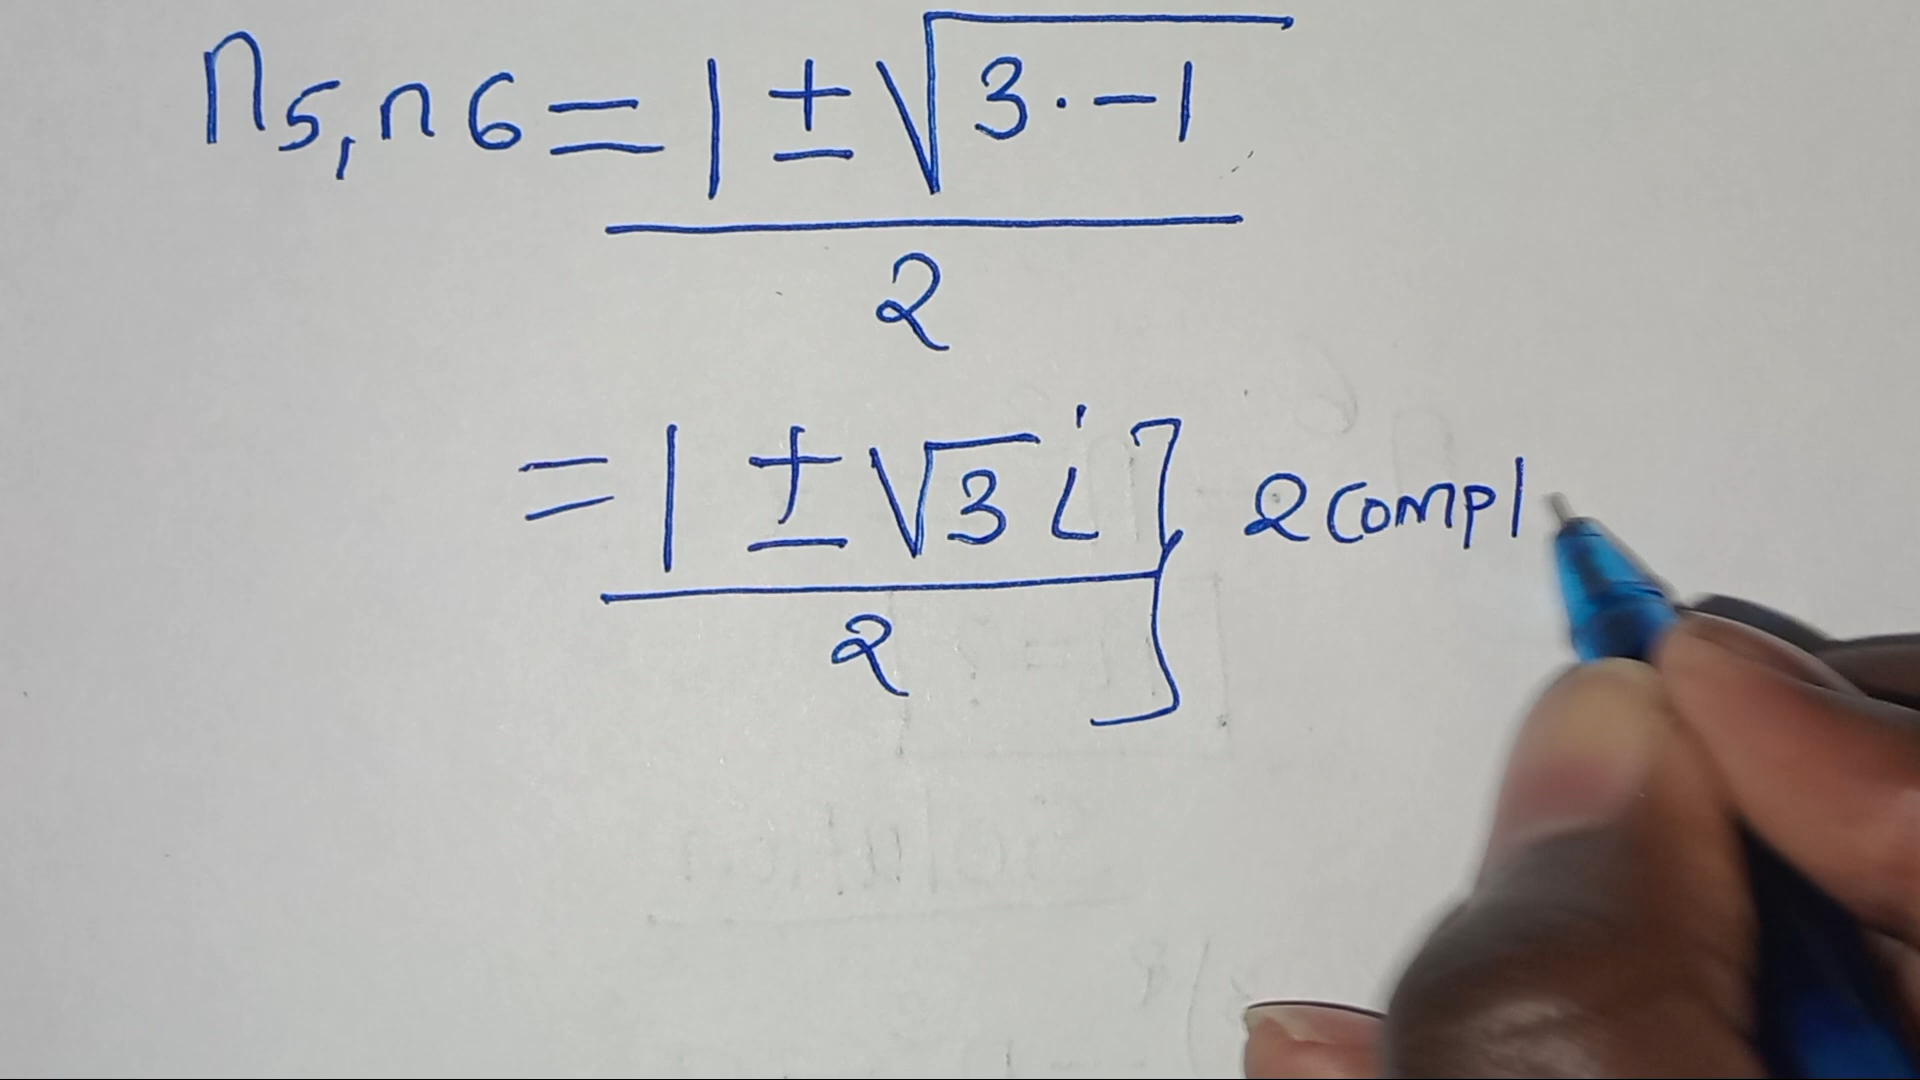 n5,n6 = 1 ± √3·-1
2
= 1 ± √3 i ] 2 compl
2